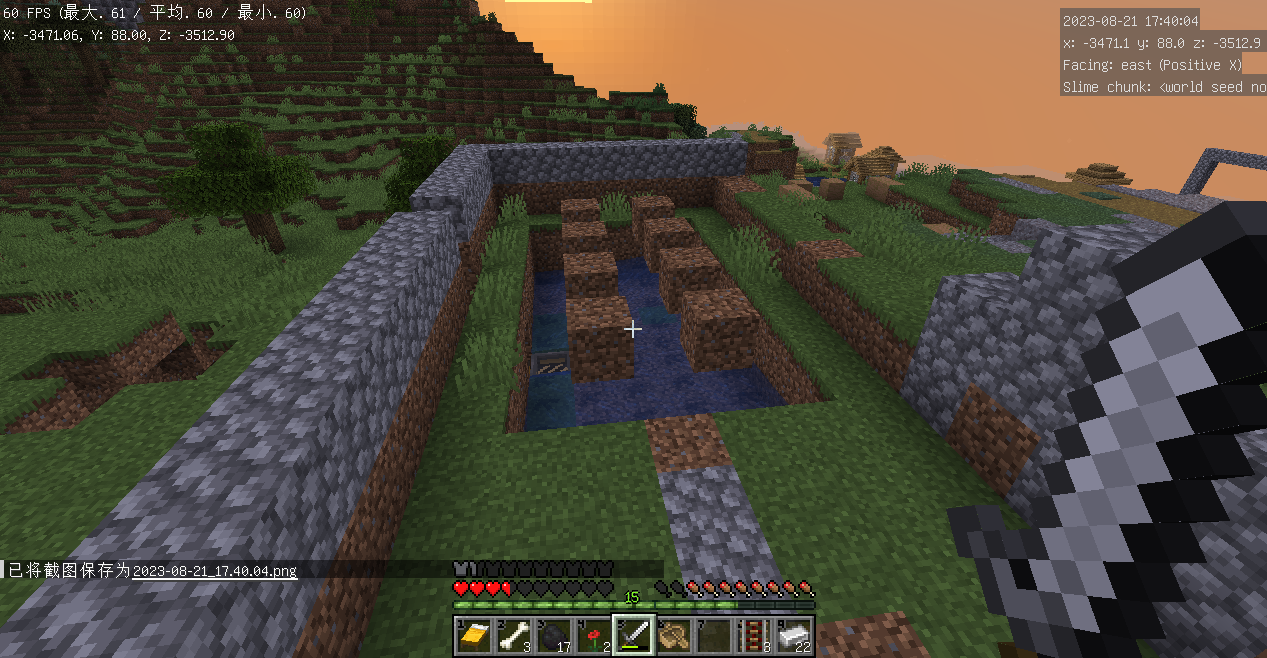 60 FPS (最大. 61 / 平均. 60 / 最小. 60)
X: -3471.06, Y: 88.00, Z: -3512.90
2023-08-21 17:40:04
x: -3471.1 y: 88.0 z: -3512.9
Facing: east (Positive X)
Slime chunk: <world seed no
已将截图保存为2023-08-21_17.40.04.png
15
3
17
2
8
22